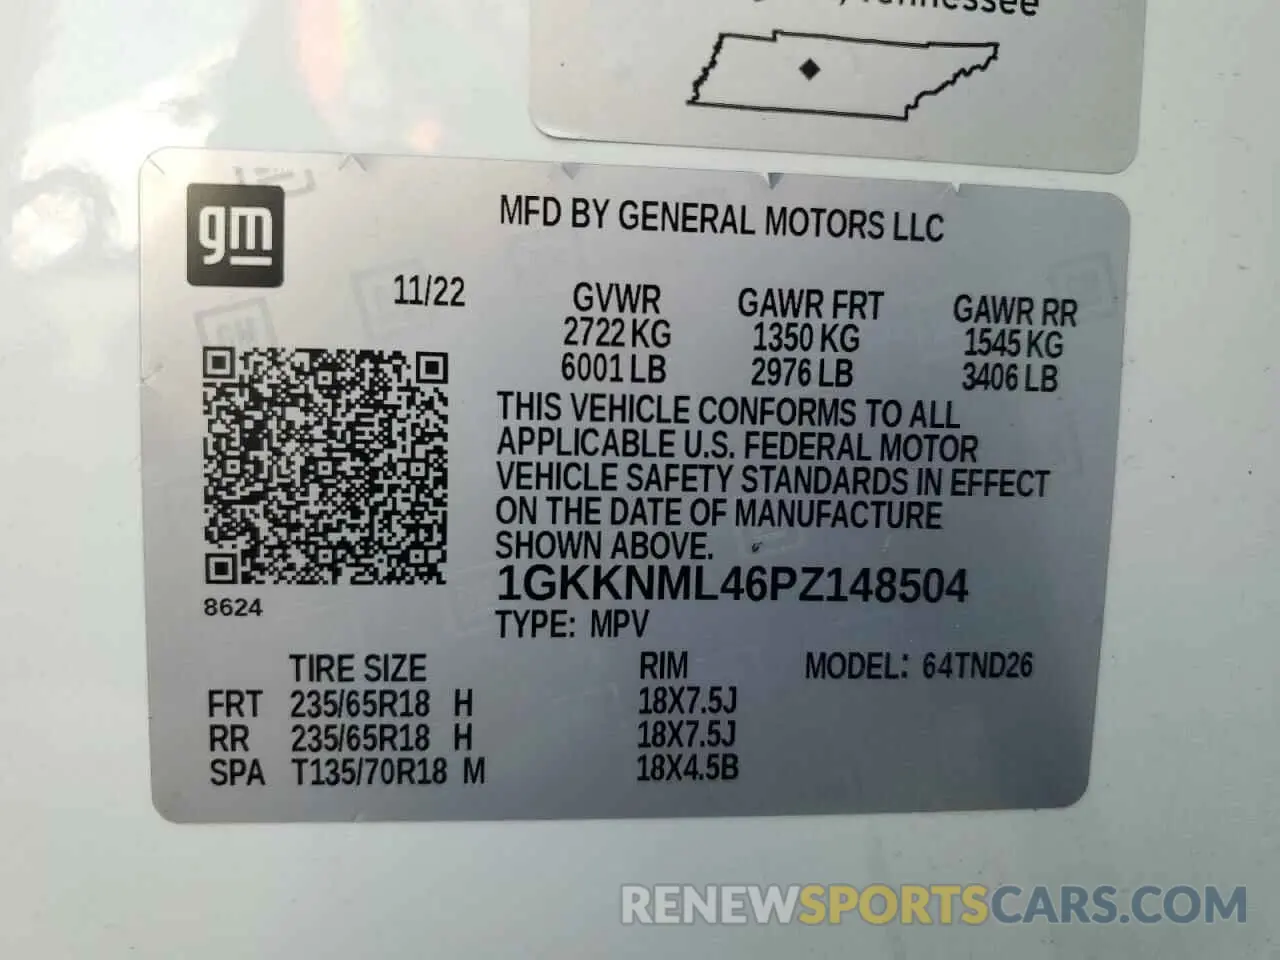 Tennessee
gm
MFD BY GENERAL MOTORS LLC
11/22
GVWR GAWR FRT GAWR RR
2722 KG 1350 KG 1545 KG
6001 LB 2976 LB 3406 LB
THIS VEHICLE CONFORMS TO ALL
APPLICABLE U.S. FEDERAL MOTOR
VEHICLE SAFETY STANDARDS IN EFFECT
ON THE DATE OF MANUFACTURE
SHOWN ABOVE.
1GKKNML46PZ148504
8624
TYPE: MPV
TIRE SIZE RIM MODEL: 64TND26
FRT 235/65R18 H 18X7.5J
RR 235/65R18 H 18X7.5J
SPA T135/70R18 M 18X4.5B
RENEWSPORTSCARS.COM